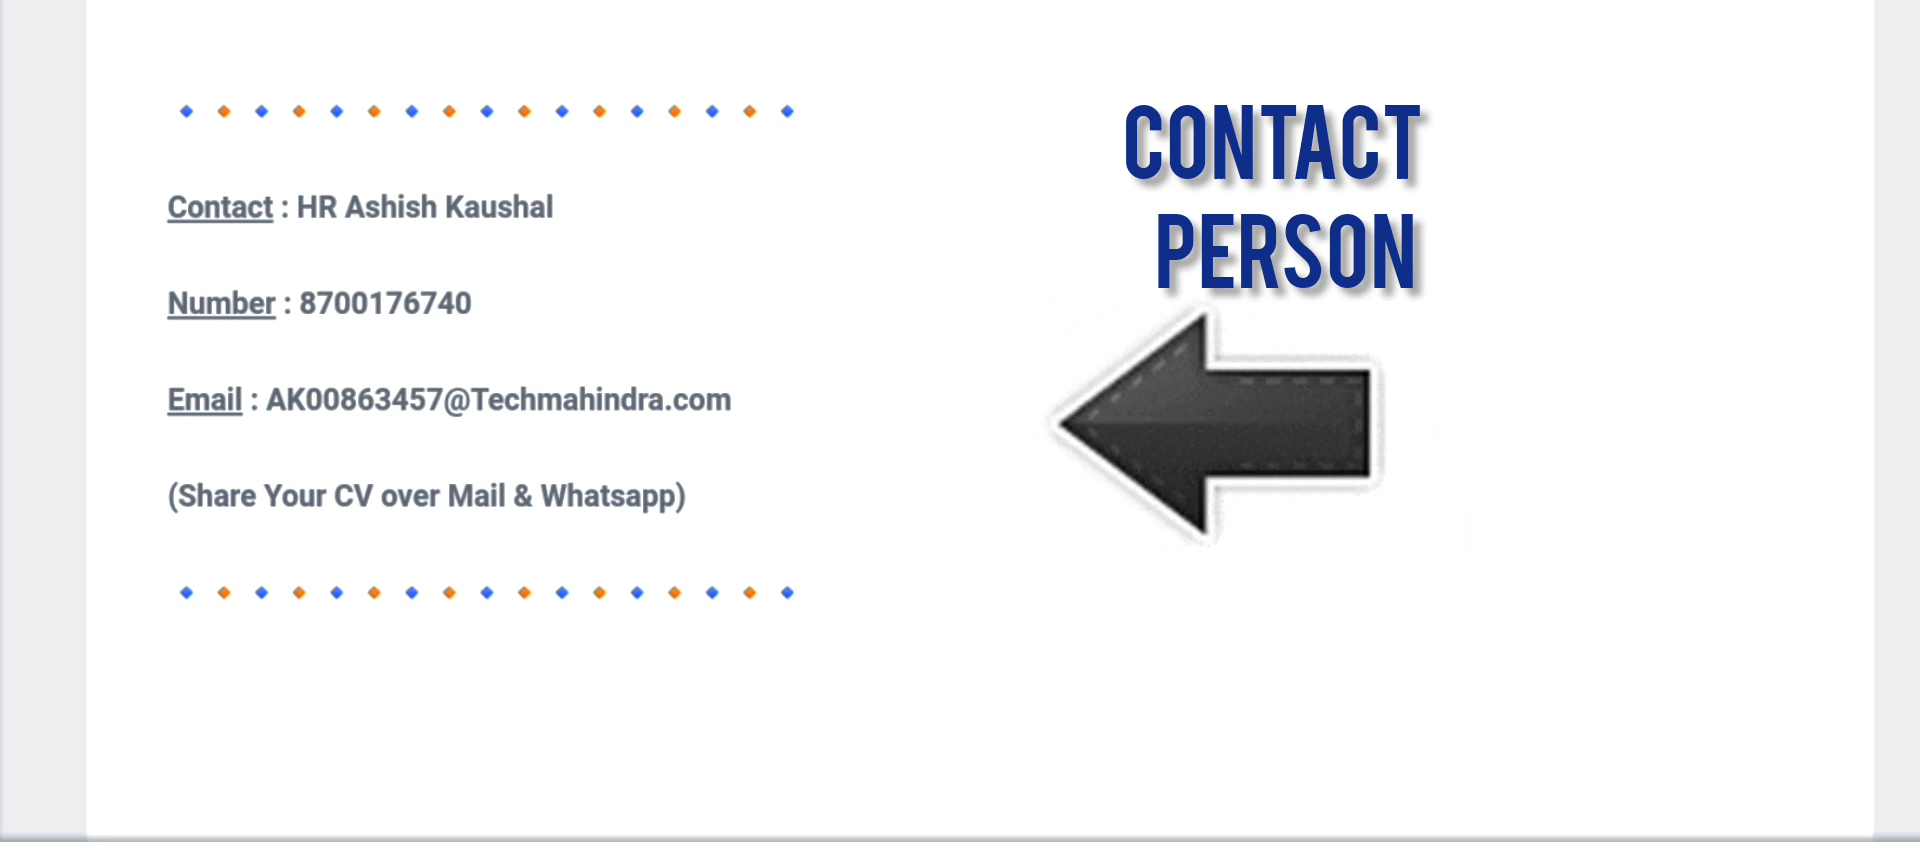 Contact : HR Ashish Kaushal
Number : 8700176740
Email : AK00863457@Techmahindra.com
(Share Your CV over Mail & Whatsapp)
CONTACT
PERSON